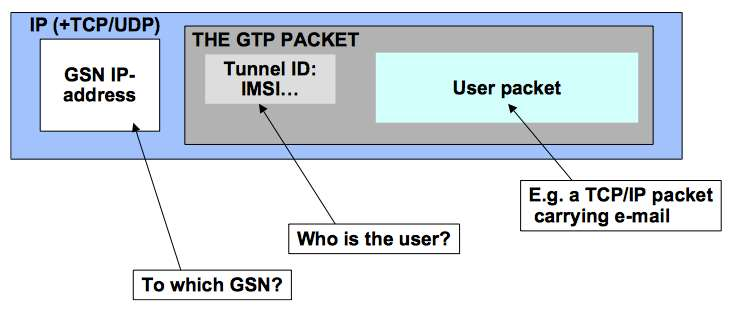 IP (+TCP/UDP)
THE GTP PACKET
GSN IP-
address
Tunnel ID:
IMSI...
User packet
E.g. a TCP/IP packet
carrying e-mail
Who is the user?
To which GSN?